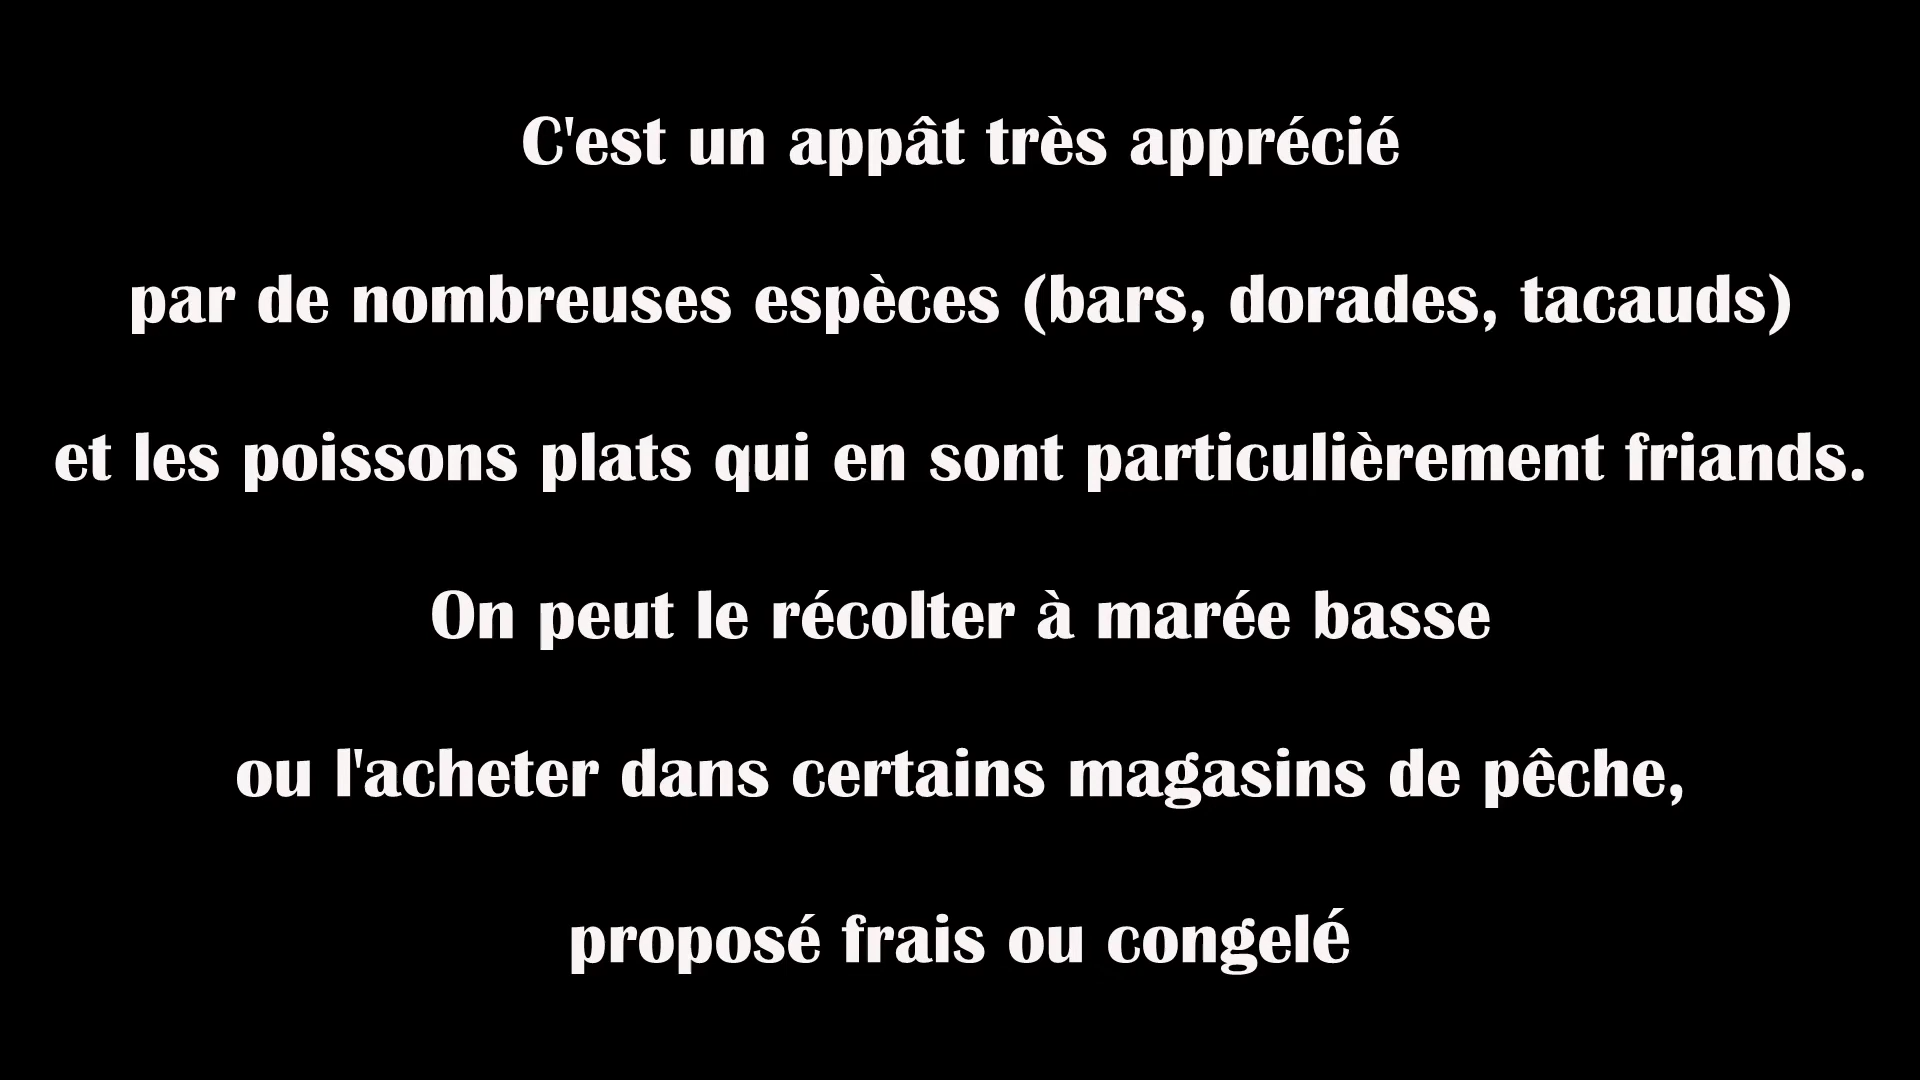 C'est un appât très apprécié
par de nombreuses espèces (bars, dorades, tacauds)
et les poissons plats qui en sont particulièrement friands.
On peut le récolter à marée basse
ou l'acheter dans certains magasins de pêche,
proposé frais ou congelé